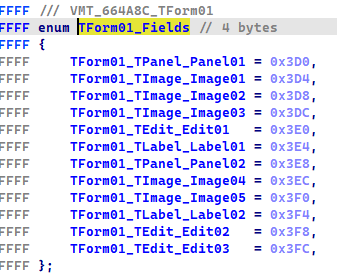 FFFF /// VMT_664A8C_TForm01
FFFF enum TForm01_Fields // 4 bytes
FFFF {
FFFF     TForm01_TPanel_Panel01 = 0x3D0,
FFFF     TForm01_TImage_Image01 = 0x3D4,
FFFF     TForm01_TImage_Image02 = 0x3D8,
FFFF     TForm01_TImage_Image03 = 0x3DC,
FFFF     TForm01_TEdit_Edit01   = 0x3E0,
FFFF     TForm01_TLabel_Label01 = 0x3E4,
FFFF     TForm01_TPanel_Panel02 = 0x3E8,
FFFF     TForm01_TImage_Image04 = 0x3EC,
FFFF     TForm01_TImage_Image05 = 0x3F0,
FFFF     TForm01_TLabel_Label02 = 0x3F4,
FFFF     TForm01_TEdit_Edit02   = 0x3F8,
FFFF     TForm01_TEdit_Edit03   = 0x3FC,
FFFF };